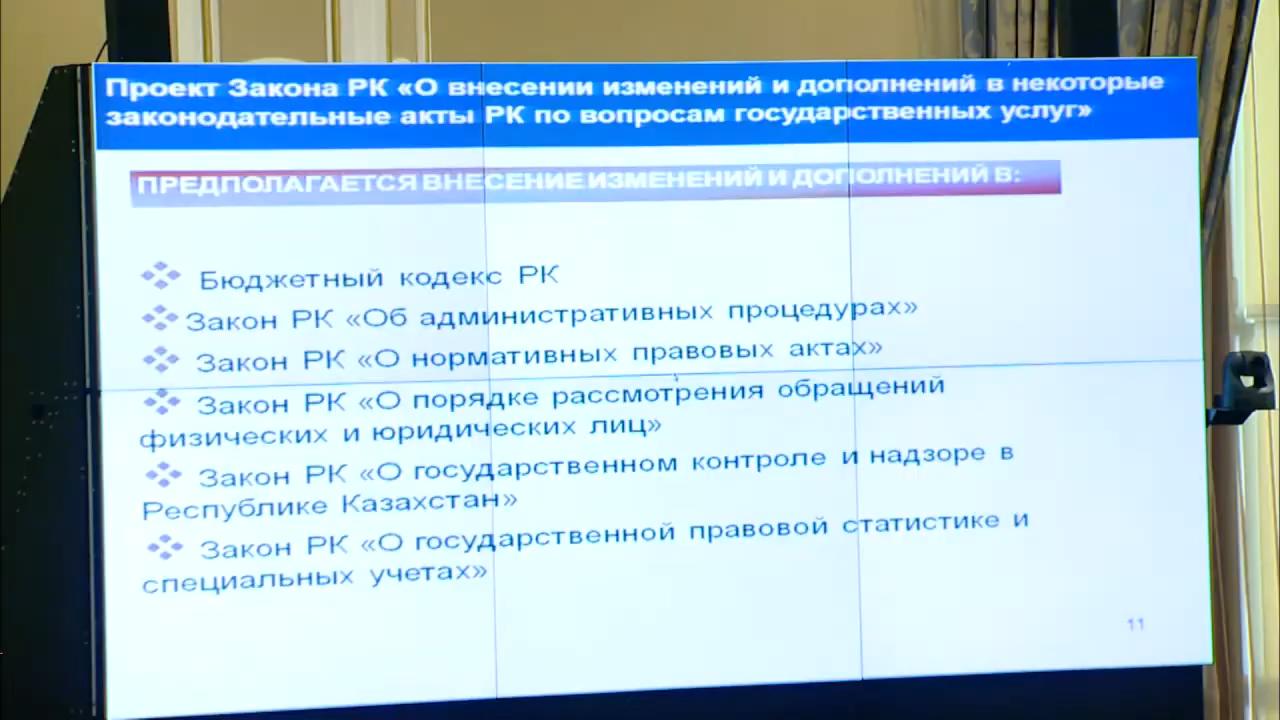 Проект Закона РК «О внесении изменений и дополнений в некоторые
законодательные акты РК по вопросам государственных услуг»
ПРЕДПОЛАГАЕТСЯ ВНЕСЕНИЕ ИЗМЕНЕНИЙ И ДОПОЛНЕНИЙ В:
Бюджетный кодекс РК
Закон РК «Об административных процедурах»
Закон РК «О нормативных правовых актах»
Закон РК «О порядке рассмотрения обращений
физических и юридических лиц»
Закон РК «О государственном контроле и надзоре в
Республике Казахстан»
Закон РК «О государственной правовой статистике и
специальных учетах»
11